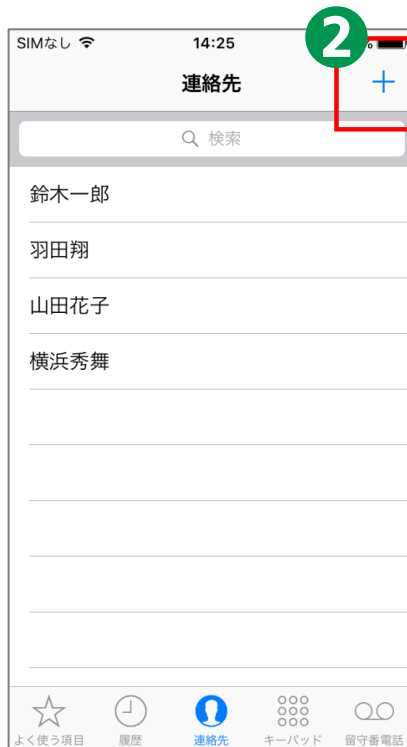 2
SIMなし 14:25 %
連絡先 +
検索
鈴木一郎
羽田翔
山田花子
横浜秀舞
よく使う項目 履歴 連絡先 キーパッド 留守番電話